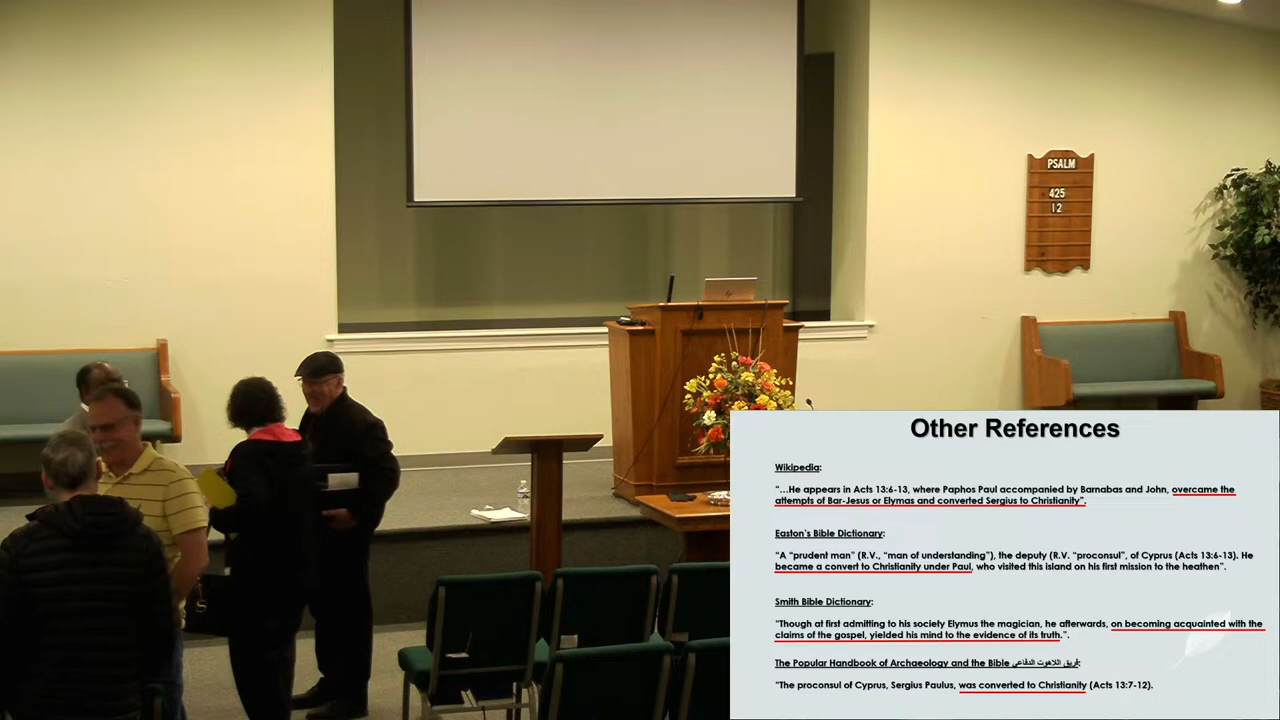 PSALM
425
12
Other References
Wikipedia:
“…He appears in Acts 13:6-13, where Paphos Paul accompanied by Barnabas and John, overcame the
attempts of Bar-Jesus or Elymas and converted Sergius to Christianity”.
Easton’s Bible Dictionary:
“A “prudent man” (R.V., “man of understanding”), the deputy (R.V. “proconsul”, of Cyprus (Acts 13:6-13). He
became a convert to Christianity under Paul, who visited this island on his first mission to the heathen”.
Smith Bible Dictionary:
“Though at first admitting to his society Elymus the magician, he afterwards, on becoming acquainted with the
claims of the gospel, yielded his mind to the evidence of its truth.”.
The Popular Handbook of Archaeology and the Bible فريق اللاهوت الدفاعي:
“The proconsul of Cyprus, Sergius Paulus, was converted to Christianity (Acts 13:7-12).